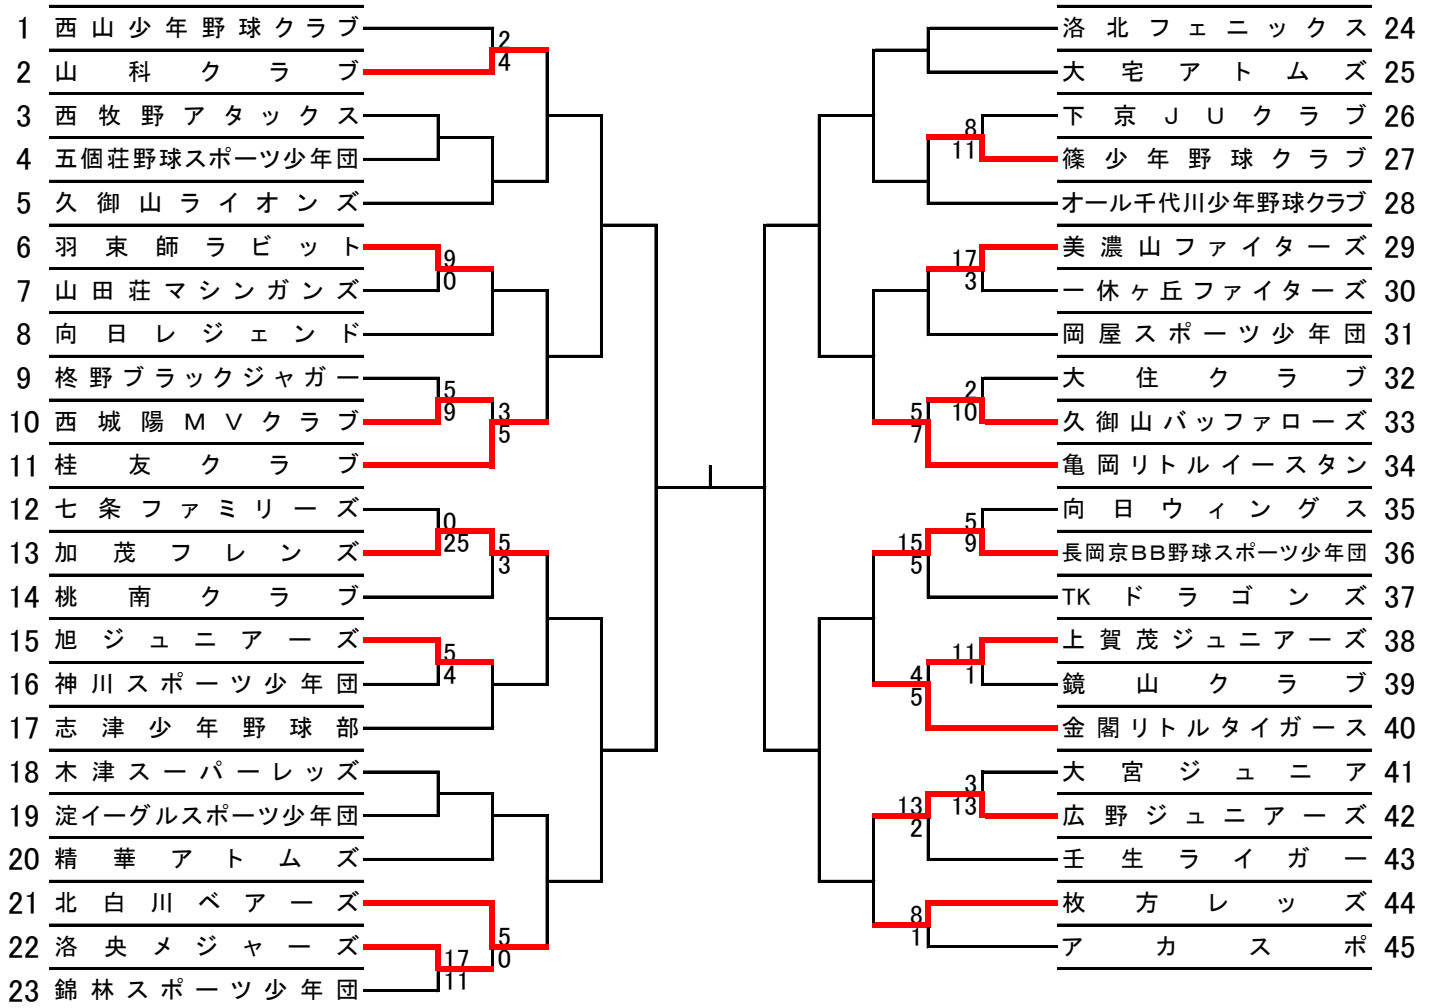 1 西山少年野球クラブ
2 山科クラブ
2
4
3 西牧野アタックス
4 五個荘野球スポーツ少年団
5 久御山ライオンズ
6 羽束師ラビット
7 山田荘マシンガンズ
9
0
8 向日レジェンド
9 柊野ブラックジャガー
10 西城陽MVクラブ
5
9
11 桂友クラブ
3
5
12 七条ファミリーズ
13 加茂フレンズ
0
25
14 桃南クラブ
5
3
15 旭ジュニアーズ
16 神川スポーツ少年団
5
4
17 志津少年野球部
18 木津スーパーレッズ
19 淀イーグルスポーツ少年団
20 精華アトムズ
21 北白川ベアーズ
22 洛央メジャーズ
23 錦林スポーツ少年団
17
11
5
0
洛北フェニックス 24
大宅アトムズ 25
下京JUクラブ 26
篠少年野球クラブ 27
8
11
オール千代川少年野球クラブ 28
美濃山ファイターズ 29
一休ヶ丘ファイターズ 30
17
3
岡屋スポーツ少年団 31
大住クラブ 32
久御山バッファローズ 33
2
10
亀岡リトルイースタン 34
5
7
向日ウィングス 35
長岡京BB野球スポーツ少年団 36
5
9
TKドラゴンズ 37
15
5
上賀茂ジュニアーズ 38
鏡山クラブ 39
11
1
金閣リトルタイガース 40
4
5
大宮ジュニア 41
広野ジュニアーズ 42
3
13
壬生ライガー 43
13
2
枚方レッズ 44
アカスポ 45
8
1